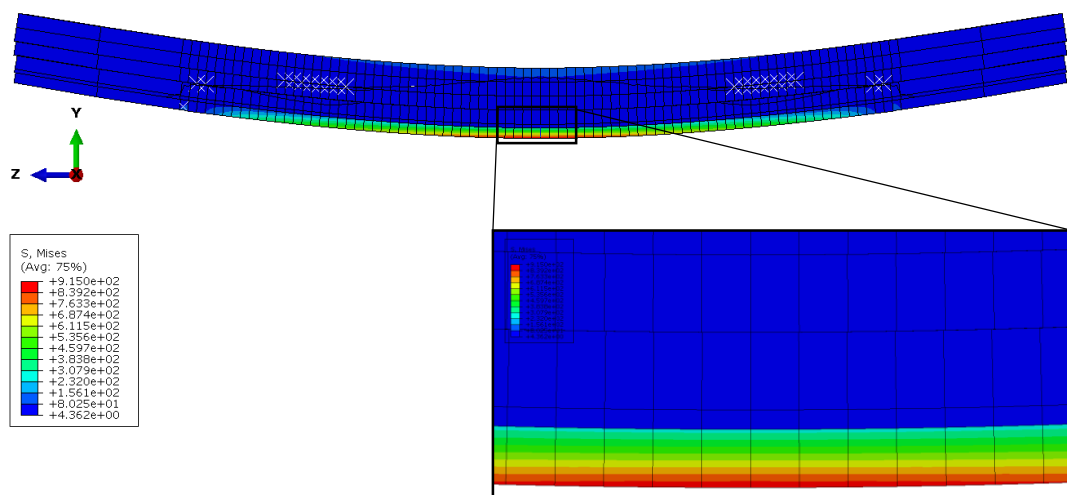 Y
Z
X
S, Mises
(Avg: 75%)
+9.150e+02
+8.392e+02
+7.633e+02
+6.874e+02
+6.115e+02
+5.356e+02
+4.597e+02
+3.838e+02
+3.079e+02
+2.320e+02
+1.561e+02
+8.025e+01
+4.362e+00